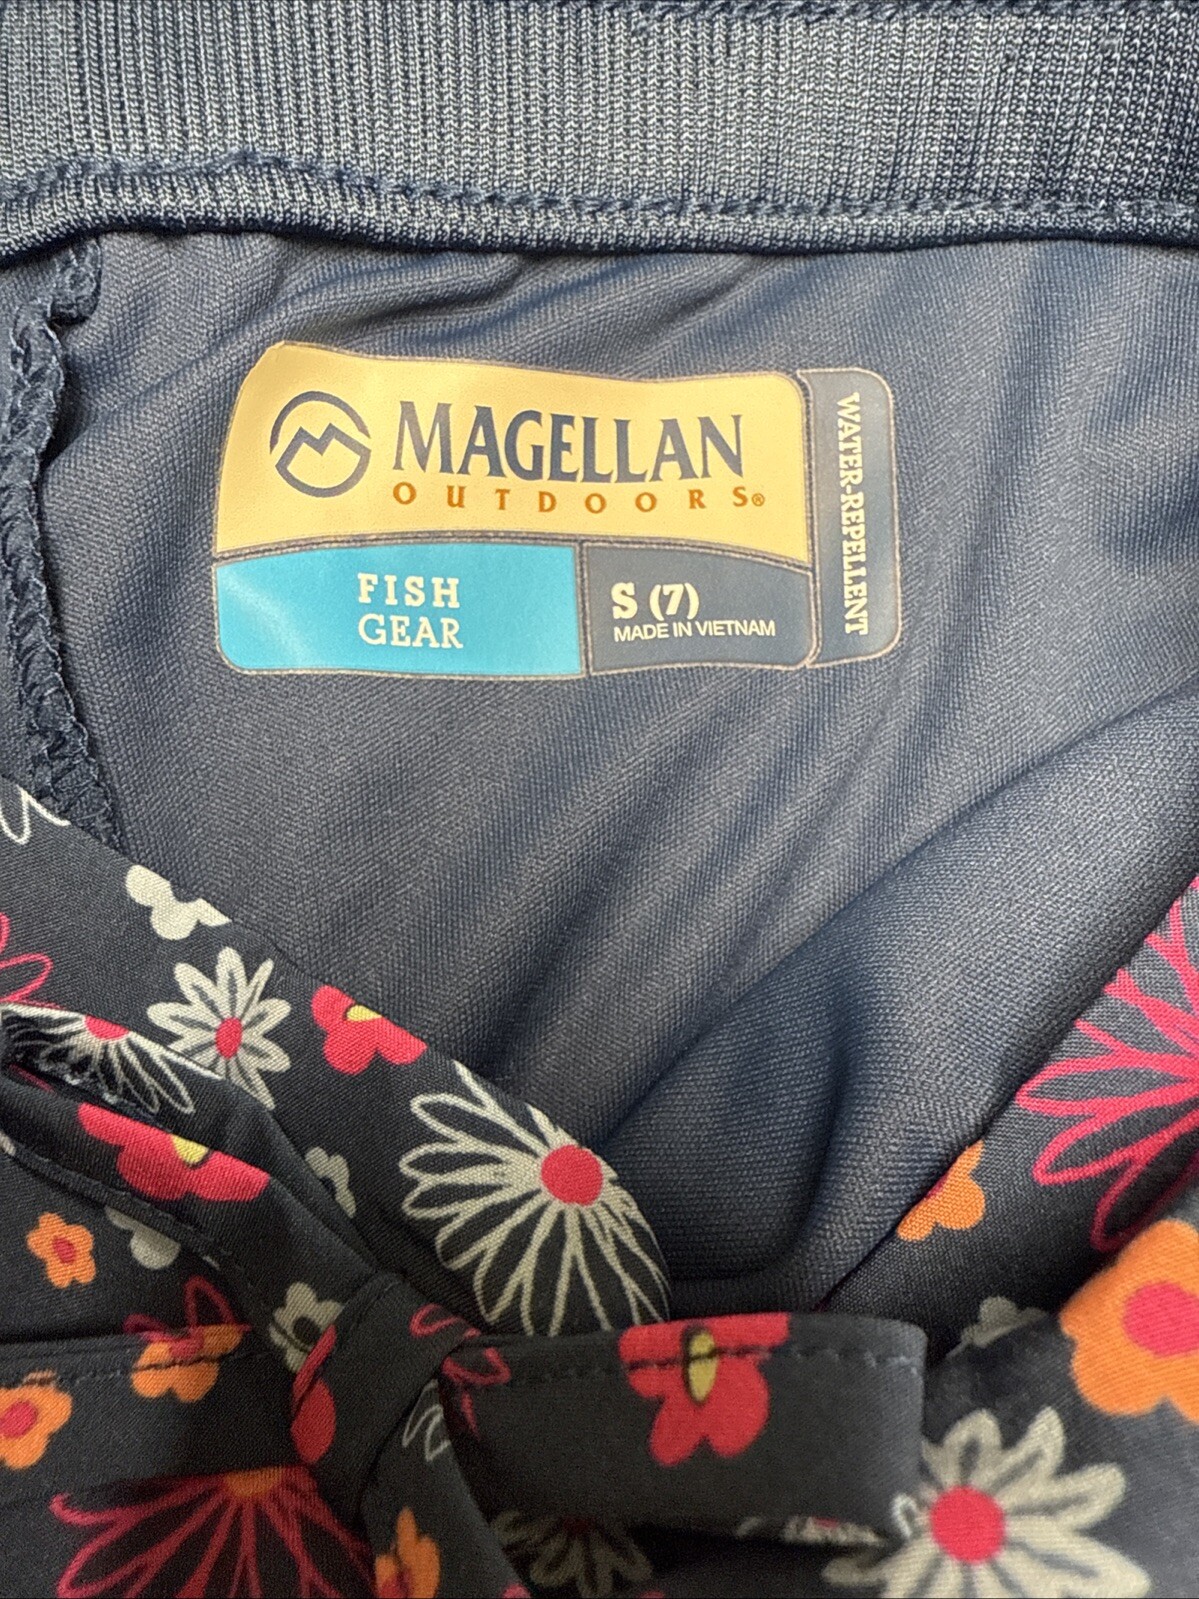 MAGELLAN
OUTDOORS®
FISH
GEAR
S (7)
MADE IN VIETNAM
WATER-REPELLENT